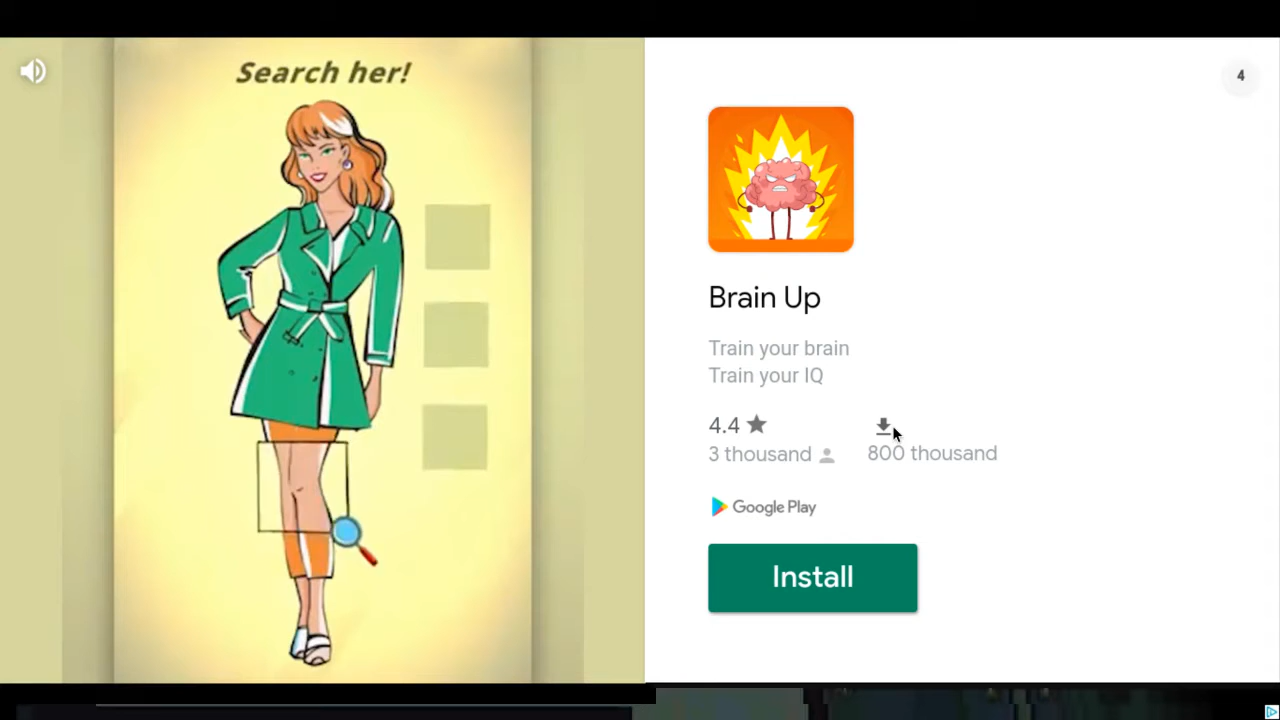 Search her!
4
Brain Up
Train your brain
Train your IQ
4.4
3 thousand
800 thousand
Google Play
Install